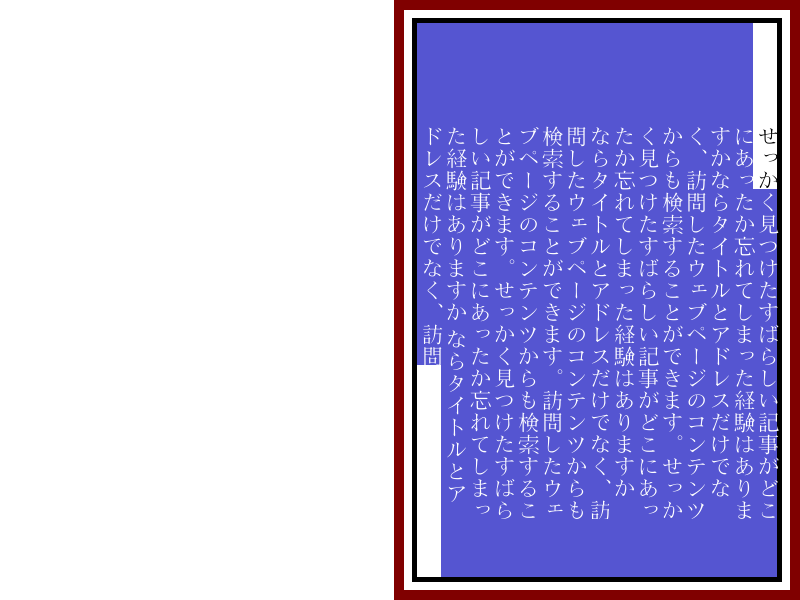 せっかく見つけたすばらしい記事がどこ
にあったか忘れてしまった経験はありま
すかならタイトルとアドレスだけでな
く、訪問したウェブページのコンテンツ
からも検索することができます。せっか
く見つけたすばらしい記事がどこにあっ
たか忘れてしまった経験はありますか
ならタイトルとアドレスだけでなく、訪
問したウェブページのコンテンツからも
検索することができます。訪問したウェ
ブページのコンテンツからも検索するこ
とができます。せっかく見つけたすばら
しい記事がどこにあったか忘れてしまっ
た経験はありますか ならタイトルとア
ドレスだけでなく、訪問